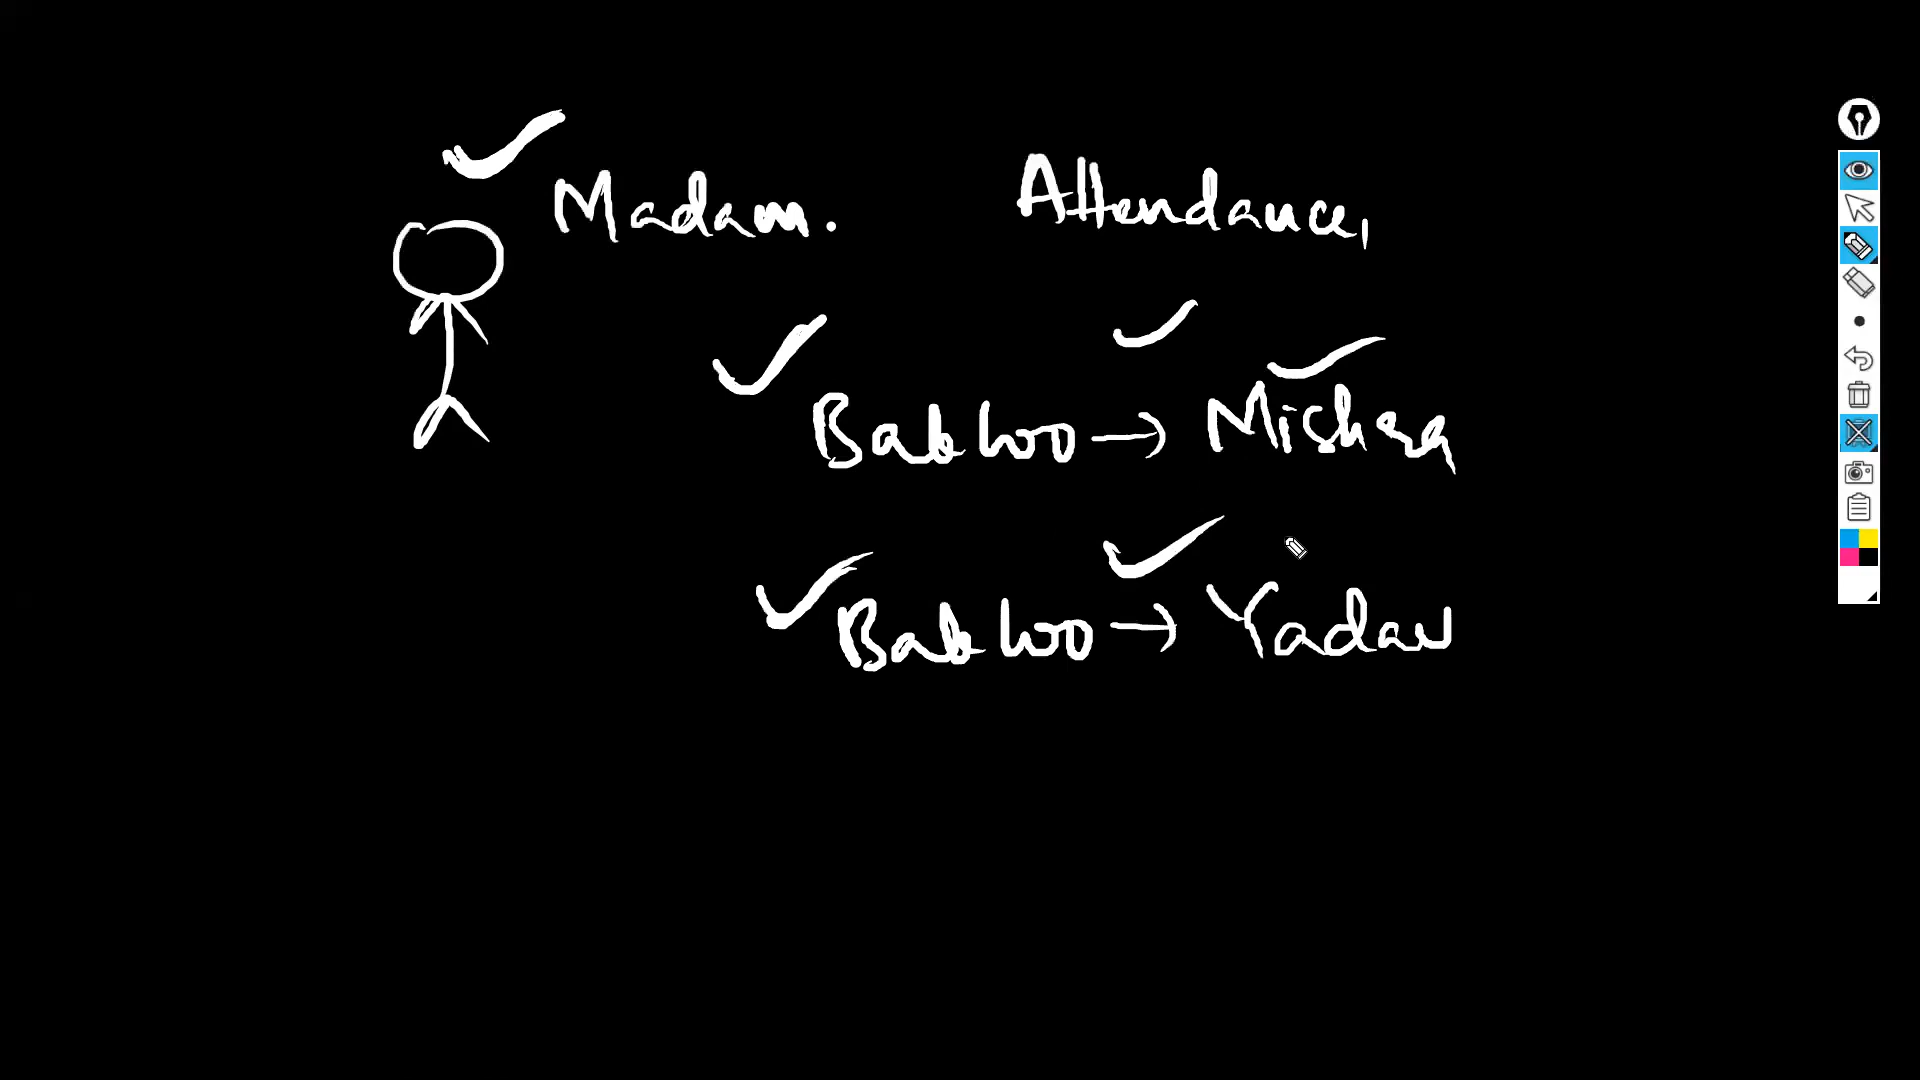 Madam. Attendance,
Babloo → Mishra
Babloo → Yadav